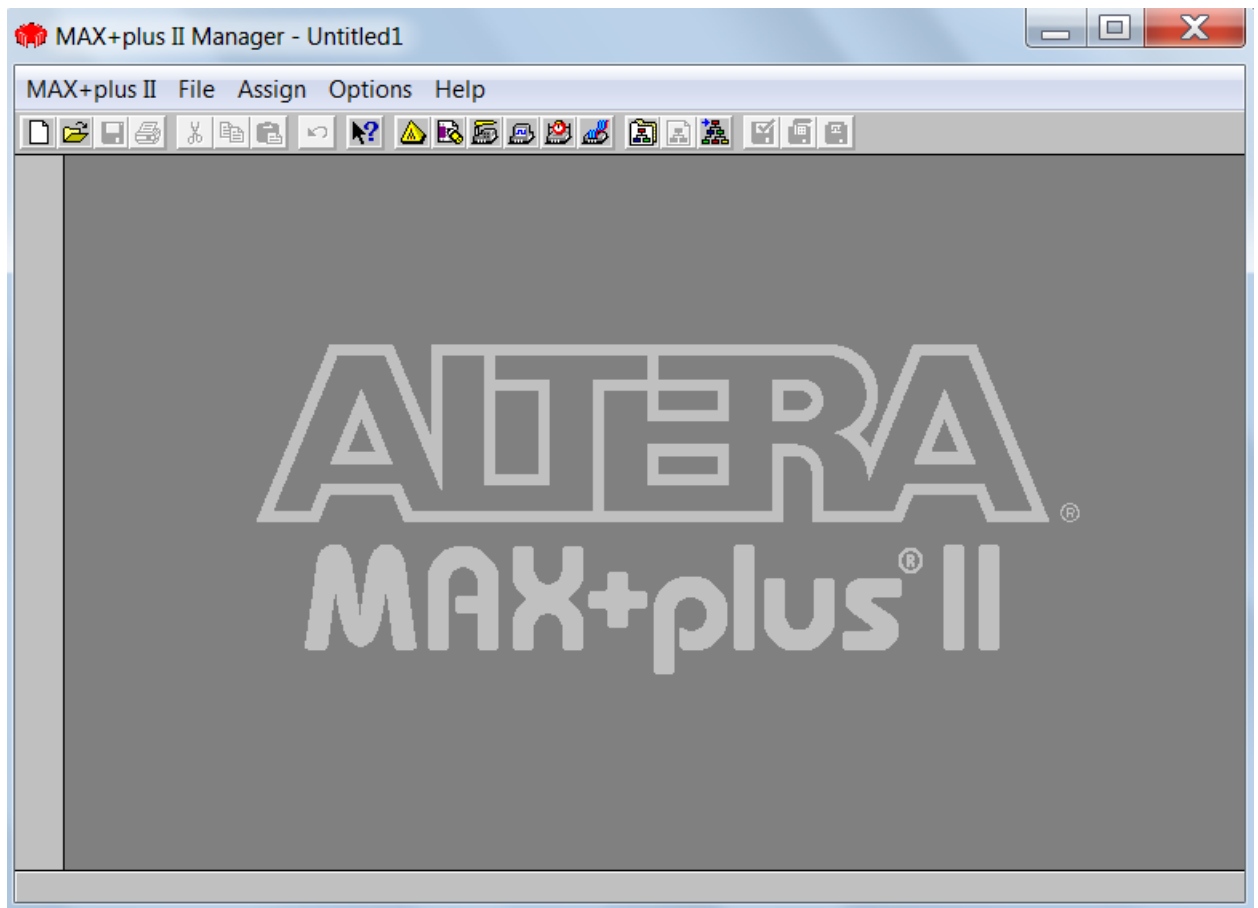 MAX+plus II Manager - Untitled1
MAX+plus II File Assign Options Help
ALTERA®
MAX+plus® II